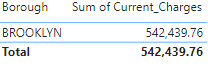 Borough Sum of Current_Charges
BROOKLYN 542,439.76
Total 542,439.76